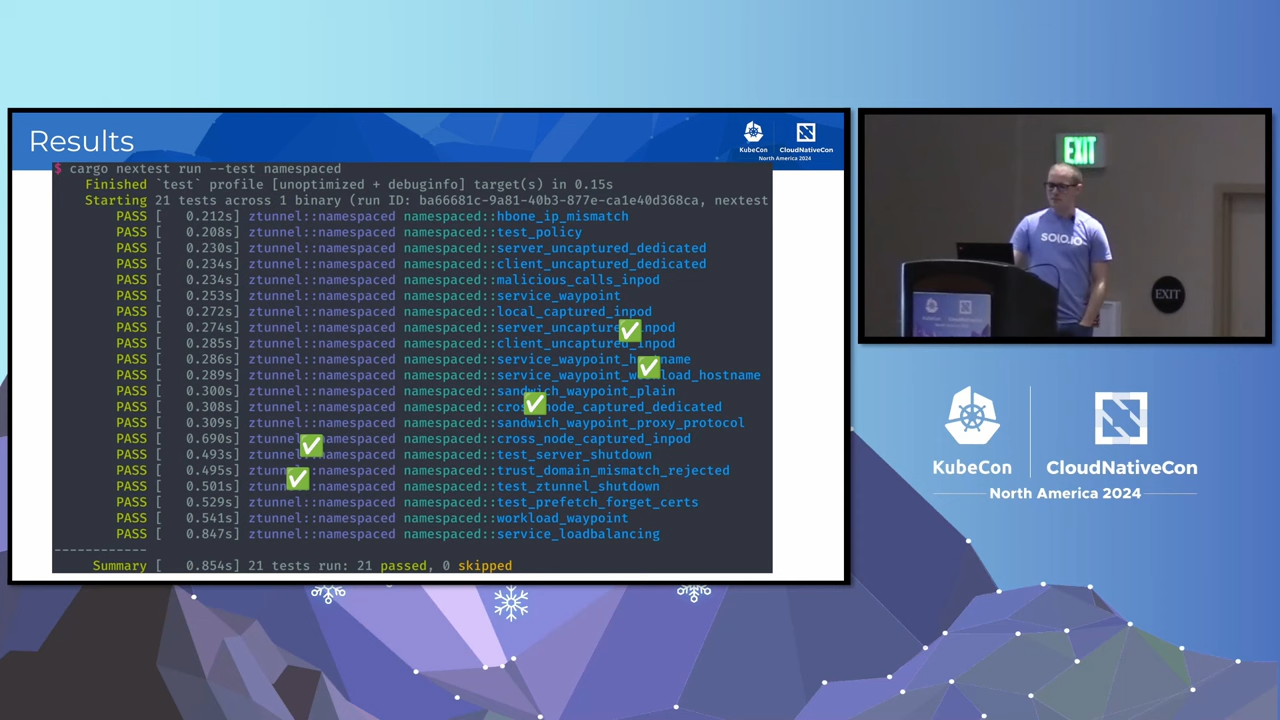 Results
KubeCon
CloudNativeCon
North America 2024
$ cargo nextest run --test namespaced
Finished `test` profile [unoptimized + debuginfo] target(s) in 0.15s
Starting 21 tests across 1 binary (run ID: ba66681c-9a81-40b3-877e-ca1e40d368ca, nextest
PASS [ 0.212s] ztunnel::namespaced namespaced::hbone_ip_mismatch
PASS [ 0.208s] ztunnel::namespaced namespaced::test_policy
PASS [ 0.230s] ztunnel::namespaced namespaced::server_uncaptured_dedicated
PASS [ 0.234s] ztunnel::namespaced namespaced::client_uncaptured_dedicated
PASS [ 0.234s] ztunnel::namespaced namespaced::malicious_calls_inpod
PASS [ 0.253s] ztunnel::namespaced namespaced::service_waypoint
PASS [ 0.272s] ztunnel::namespaced namespaced::local_captured_inpod
PASS [ 0.274s] ztunnel::namespaced namespaced::server_uncapture✅npod
PASS [ 0.285s] ztunnel::namespaced namespaced::client_uncaptured_inpod
PASS [ 0.286s] ztunnel::namespaced namespaced::service_waypoint_hostname
PASS [ 0.289s] ztunnel::namespaced namespaced::service_waypoint_w✅load_hostname
PASS [ 0.300s] ztunnel::namespaced namespaced::sandwich_waypoint_plain
PASS [ 0.308s] ztunnel::namespaced namespaced::cro✅node_captured_dedicated
PASS [ 0.309s] ztunnel::namespaced namespaced::sandwich_waypoint_proxy_protocol
PASS [ 0.690s] ztunnel✅namespaced namespaced::cross_node_captured_inpod
PASS [ 0.493s] ztunnel::namespaced namespaced::test_server_shutdown
PASS [ 0.495s] ztunn✅:namespaced namespaced::trust_domain_mismatch_rejected
PASS [ 0.501s] ztunnel::namespaced namespaced::test_ztunnel_shutdown
PASS [ 0.529s] ztunnel::namespaced namespaced::test_prefetch_forget_certs
PASS [ 0.541s] ztunnel::namespaced namespaced::workload_waypoint
PASS [ 0.847s] ztunnel::namespaced namespaced::service_loadbalancing
------------
Summary [ 0.854s] 21 tests run: 21 passed, 0 skipped
EXIT
SOLO.IO
EXIT
KubeCon
CloudNativeCon
North America 2024